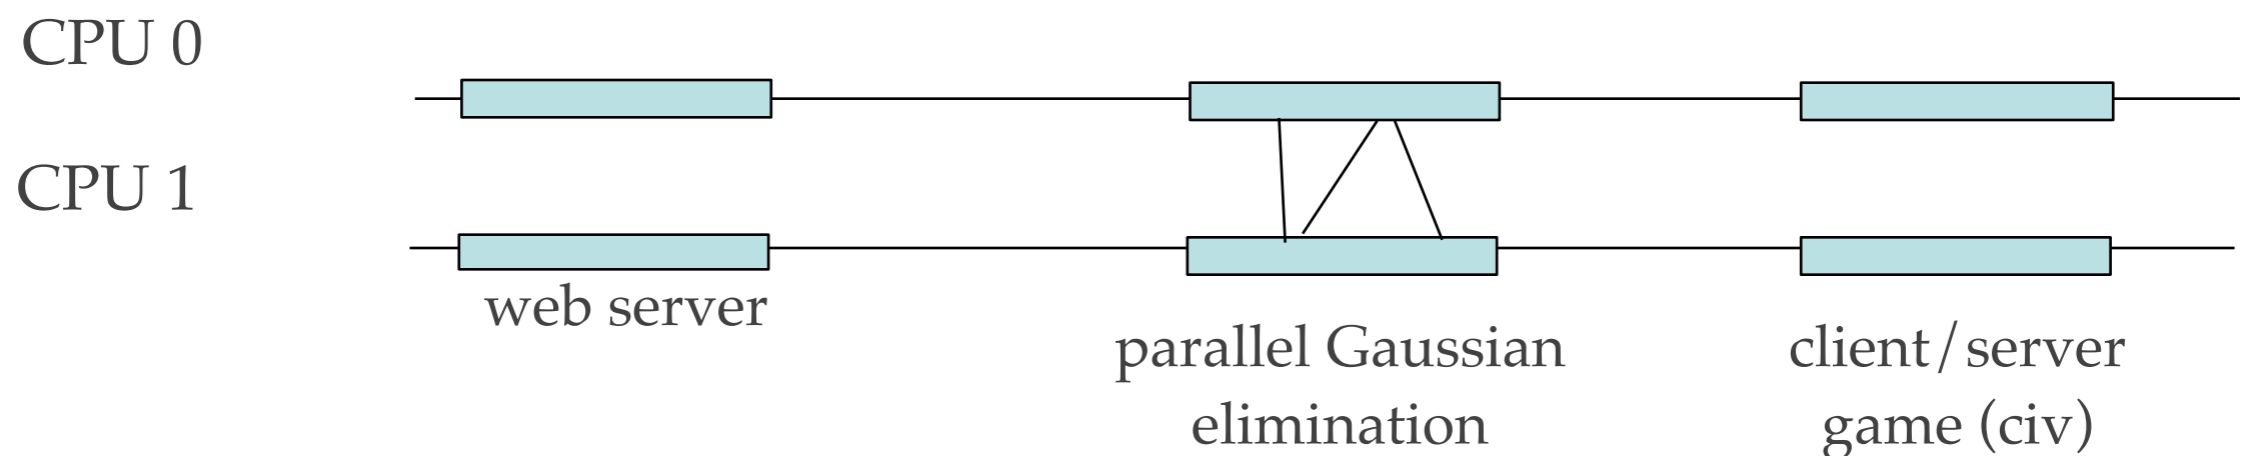 CPU 0
CPU 1
web server
parallel Gaussian
elimination
client/server
game (civ)